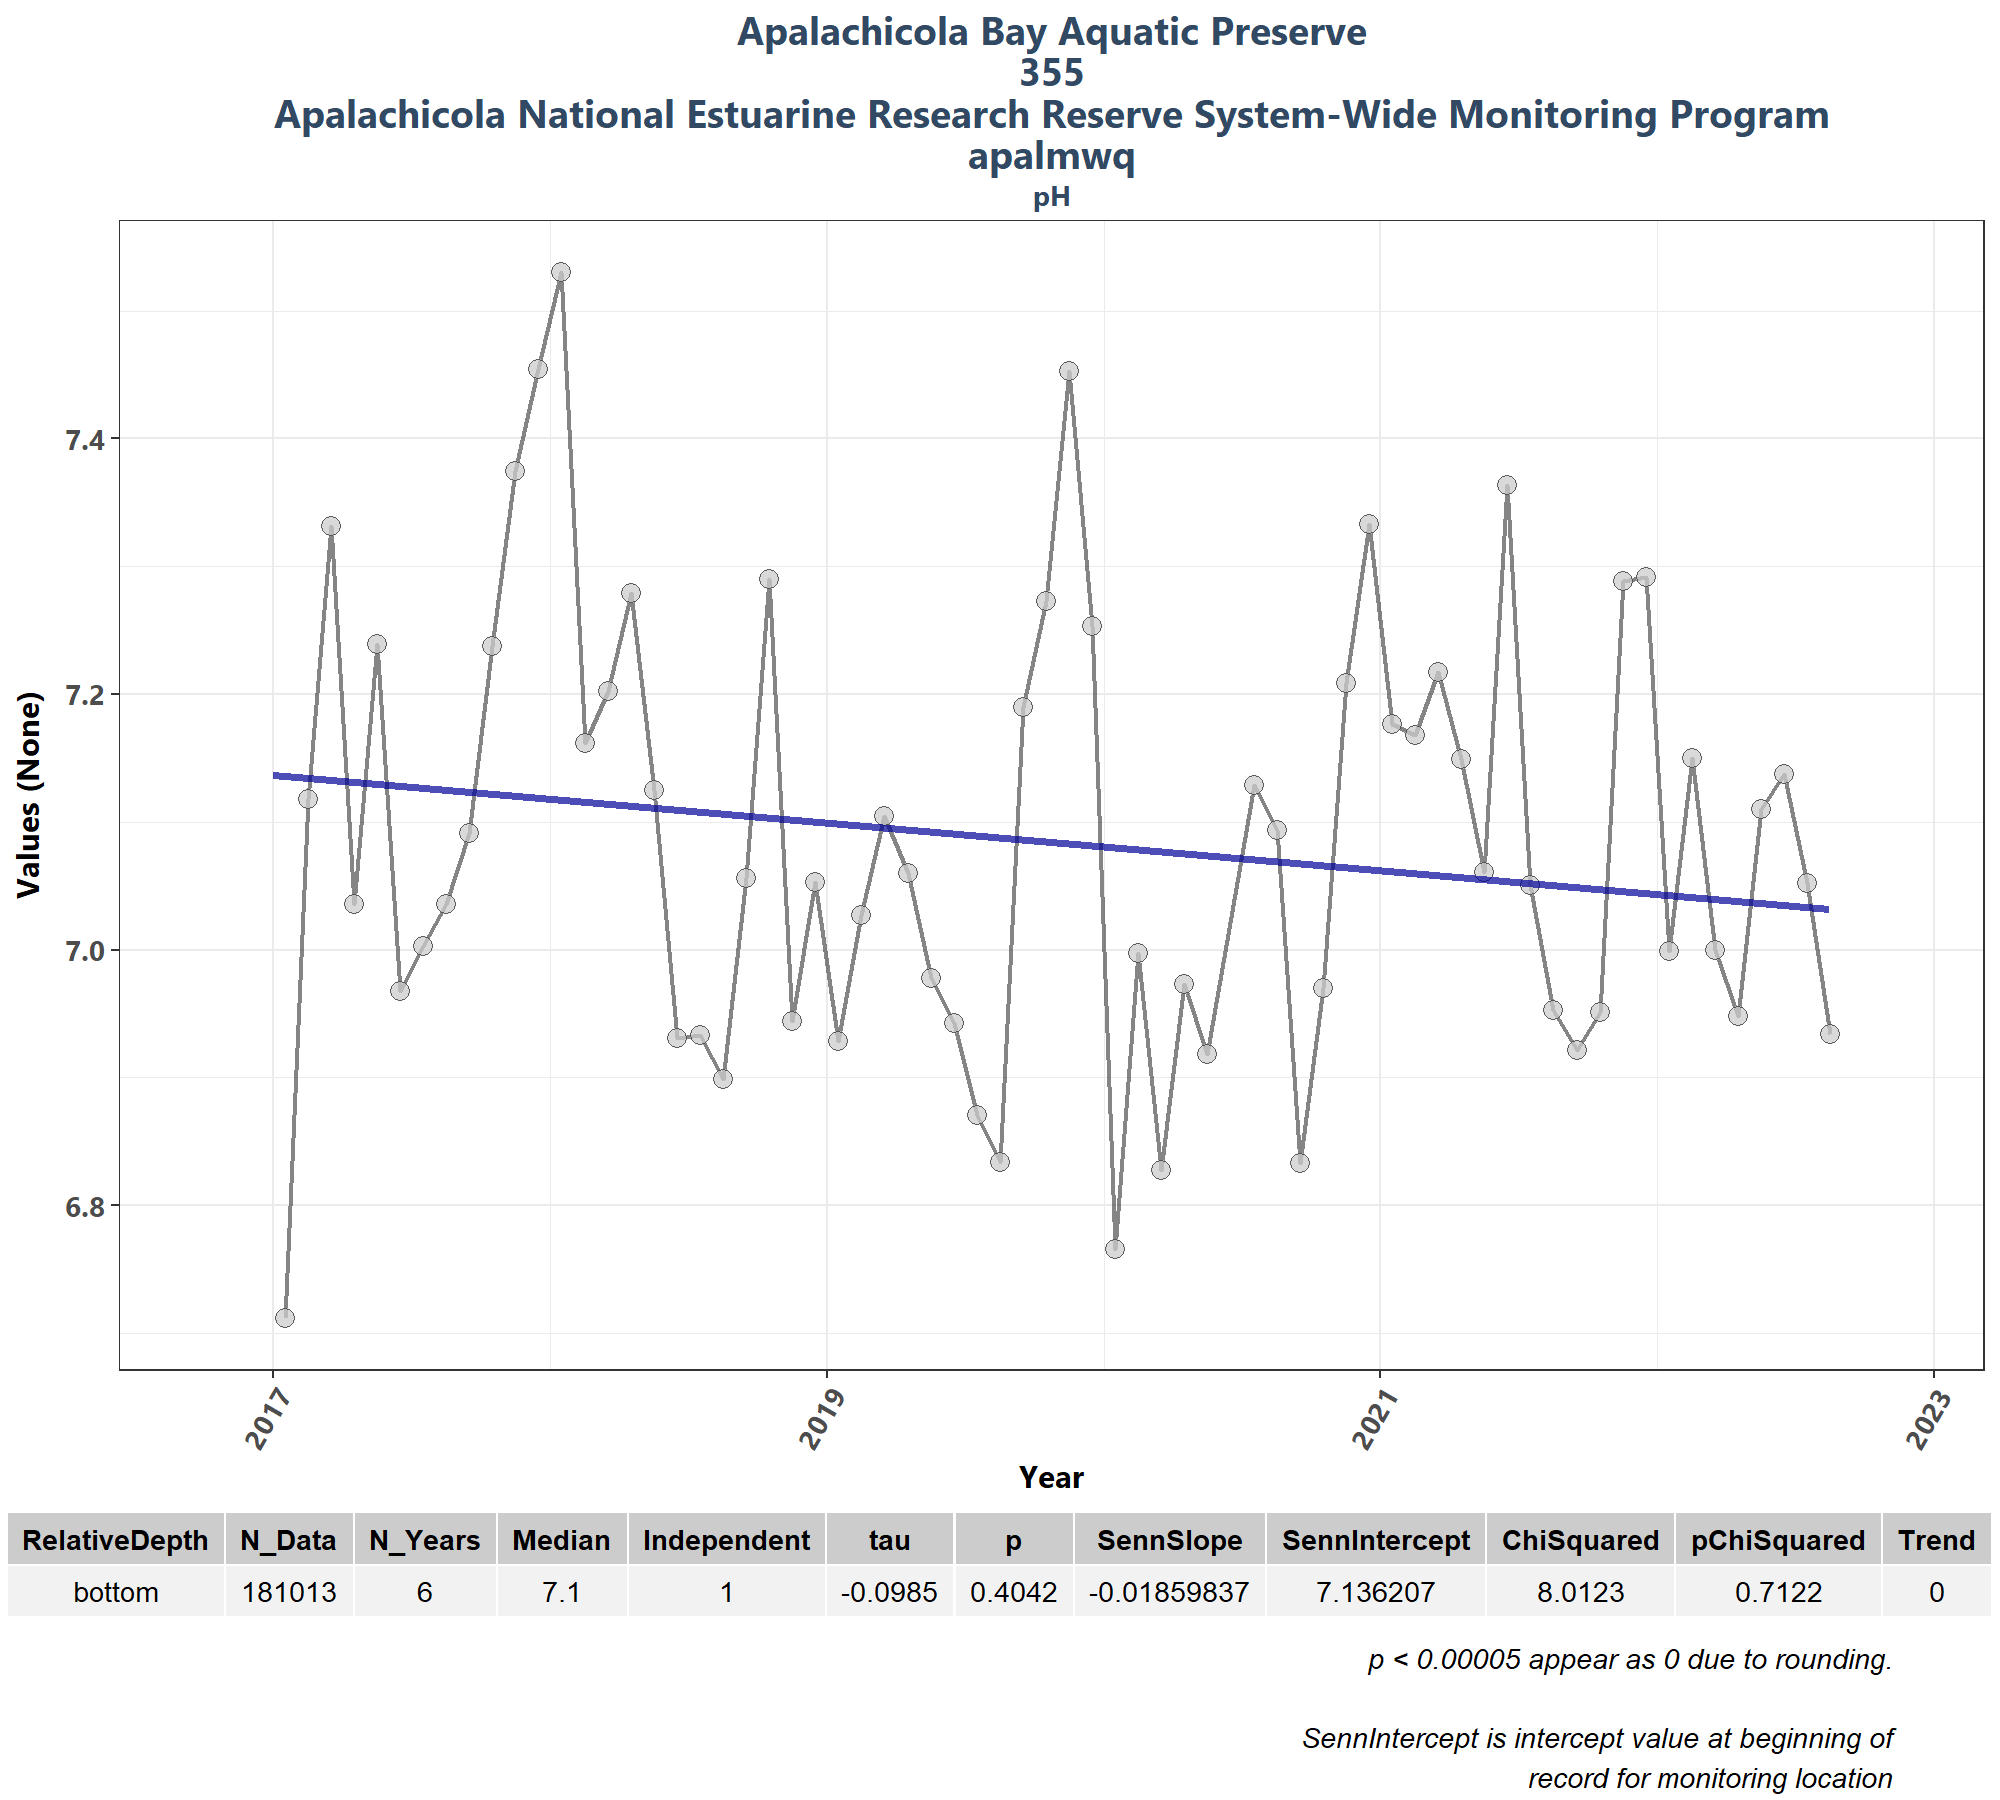 Apalachicola Bay Aquatic Preserve
355
Apalachicola National Estuarine Research Reserve System-Wide Monitoring Program
apalmwq
pH
7.4
7.2
7.0
6.8
Values (None)
2017
2019
2021
2023
Year
RelativeDepth N_Data N_Years Median Independent tau p SennSlope SennIntercept ChiSquared pChiSquared Trend
bottom 181013 6 7.1 1 -0.0985 0.4042 -0.01859837 7.136207 8.0123 0.7122 0
p < 0.00005 appear as 0 due to rounding.
SennIntercept is intercept value at beginning of
record for monitoring location